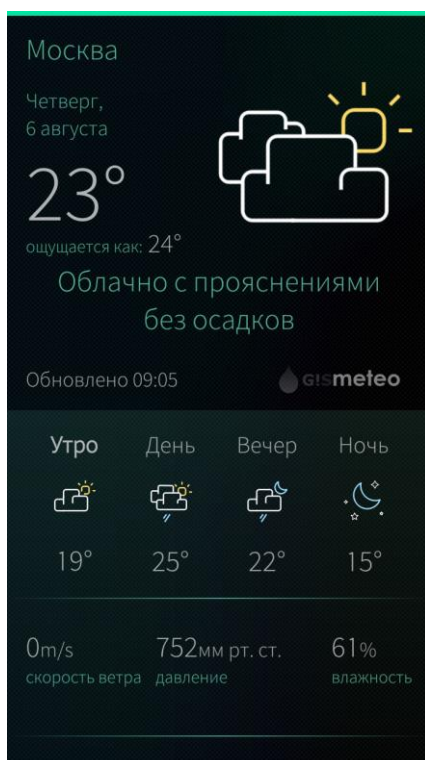 Москва
Четверг,
6 августа
23°
ощущается как: 24°
Облачно с прояснениями
без осадков
Обновлено 09:05
GISmeteo
Утро День Вечер Ночь
19° 25° 22° 15°
0m/s 752мм рт. ст. 61%
скорость ветра давление влажность